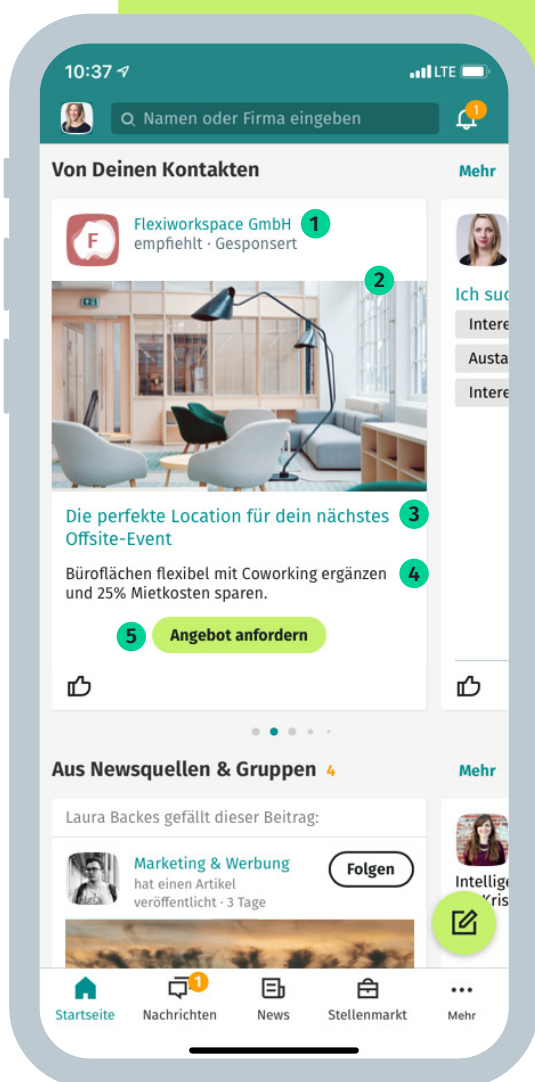 10:37
LTE
Namen oder Firma eingeben
1
Von Deinen Kontakten
Mehr
F
Flexiworkspace GmbH
1
empfiehlt · Gesponsert
2
Die perfekte Location für dein nächstes
3
Offsite-Event
Büroflächen flexibel mit Coworking ergänzen
4
und 25% Mietkosten sparen.
5
Angebot anfordern
Ich suc
Intere
Austa
Intere
Aus Newsquellen & Gruppen 4
Mehr
Laura Backes gefällt dieser Beitrag:
Marketing & Werbung
hat einen Artikel
veröffentlicht · 3 Tage
Folgen
Intellige
Kris
1
Startseite
Nachrichten
News
Stellenmarkt
Mehr